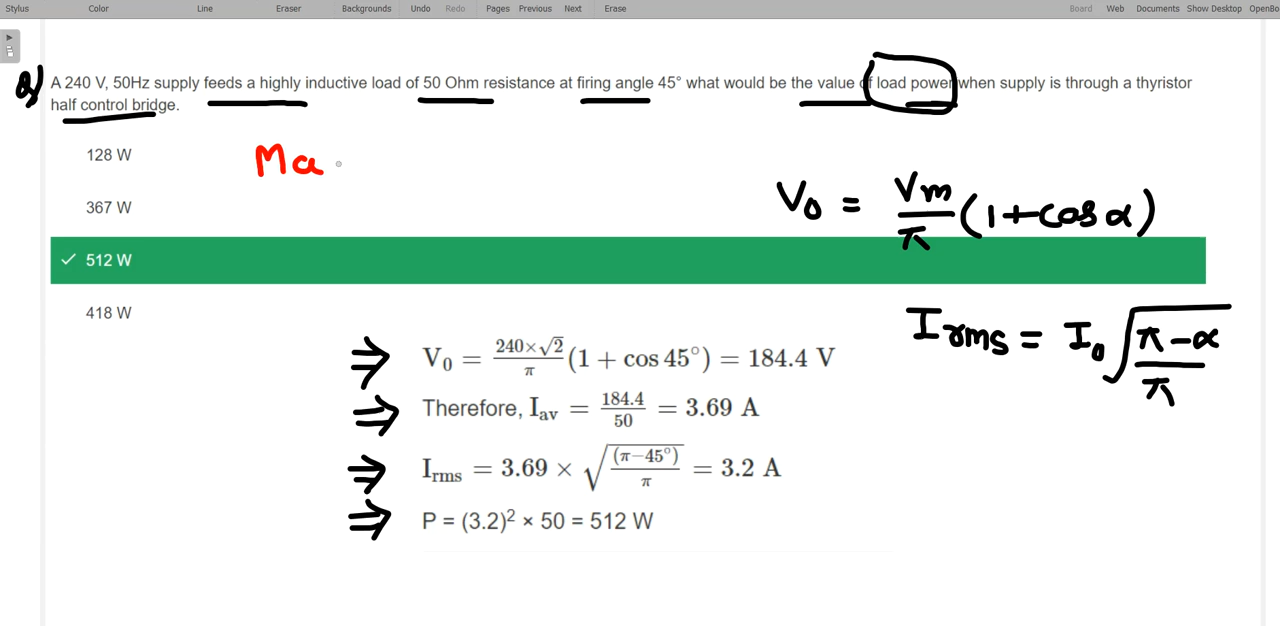 Stylus Color Line Eraser Backgrounds Undo Redo Pages Previous Next Erase Board Web Documents Show Desktop OpenBo
Q) A 240 V, 50Hz supply feeds a highly inductive load of 50 Ohm resistance at firing angle 45° what would be the value of load power when supply is through a thyristor
half control bridge.
128 W
Ma
367 W
V₀ = Vm/π (1+cosα)
✓ 512 W
418 W
Irms = I₀ √((π-α)/π)
⇒ V₀ = (240×√2)/π (1 + cos 45°) = 184.4 V
⇒ Therefore, Iav = 184.4/50 = 3.69 A
⇒ Irms = 3.69 × √((π−45°)/π) = 3.2 A
⇒ P = (3.2)² × 50 = 512 W